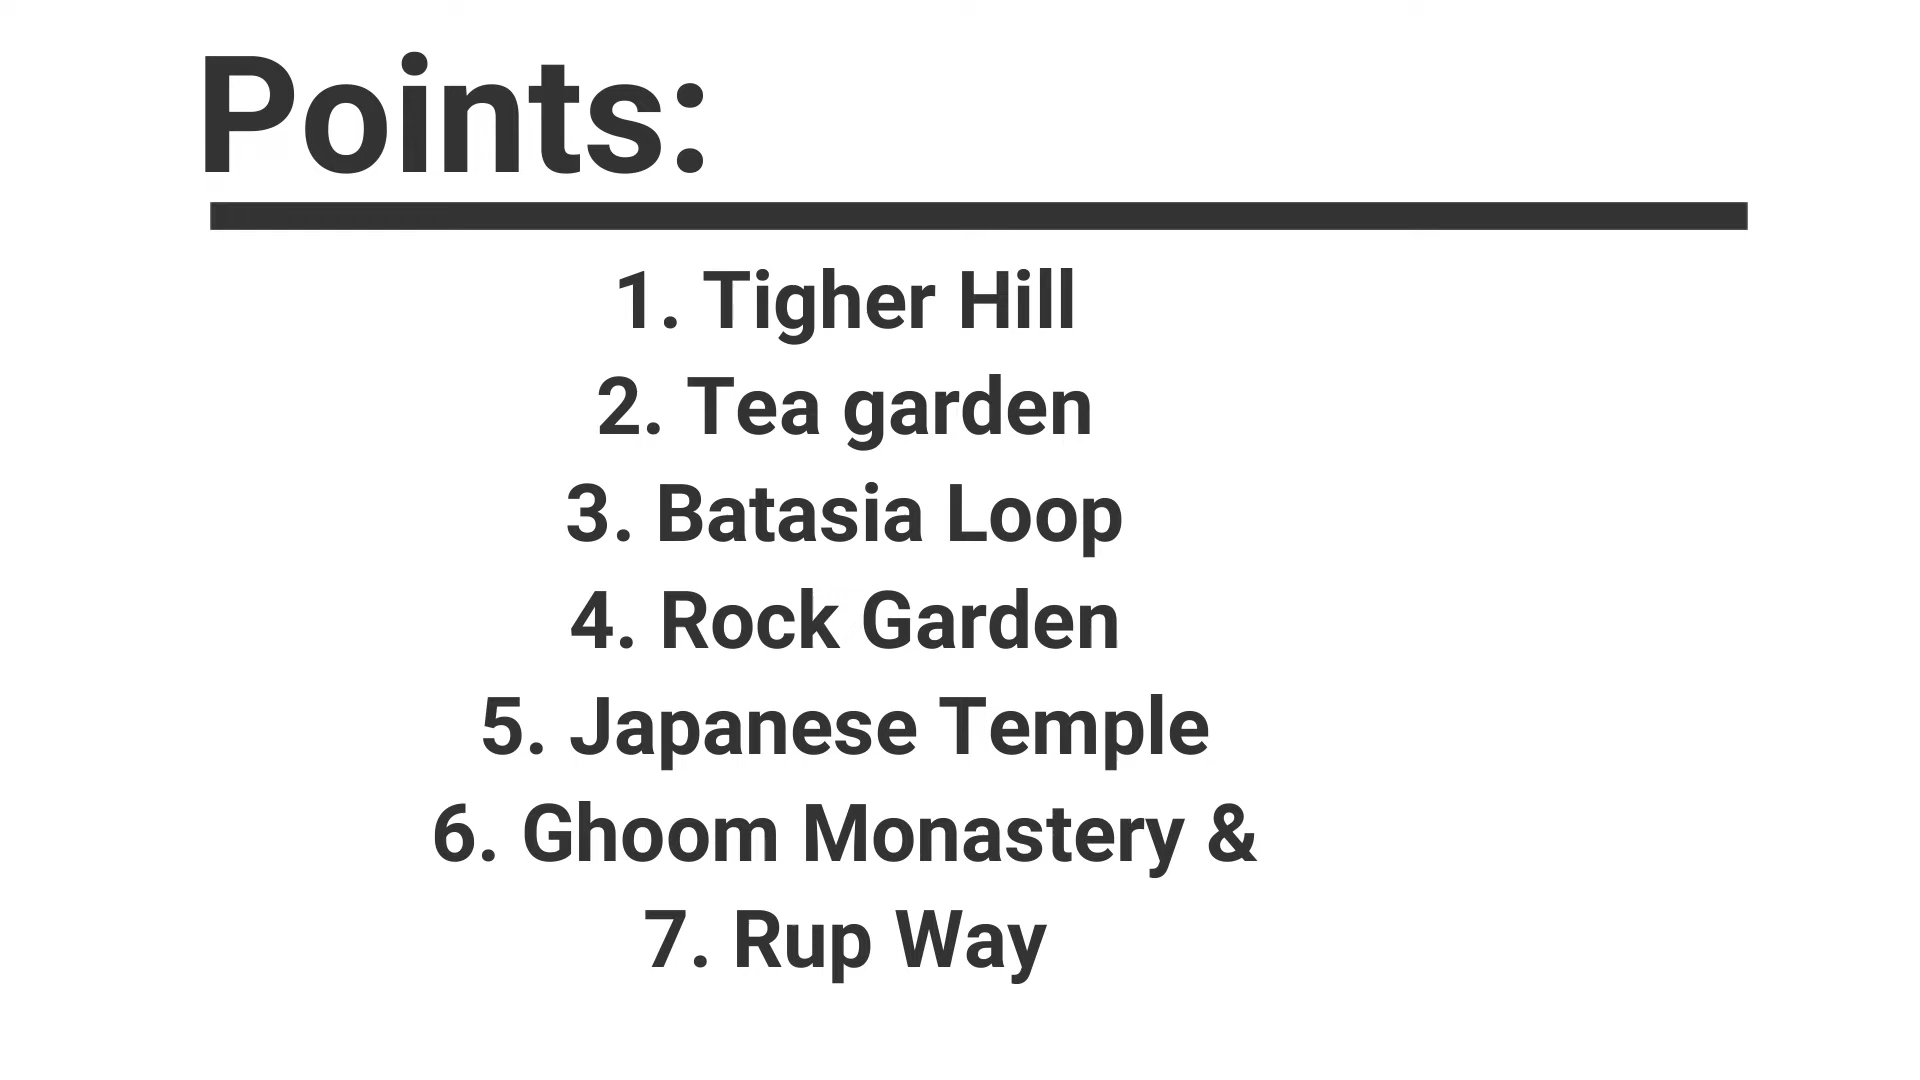 Points:
1. Tigher Hill
2. Tea garden
3. Batasia Loop
4. Rock Garden
5. Japanese Temple
6. Ghoom Monastery &
7. Rup Way